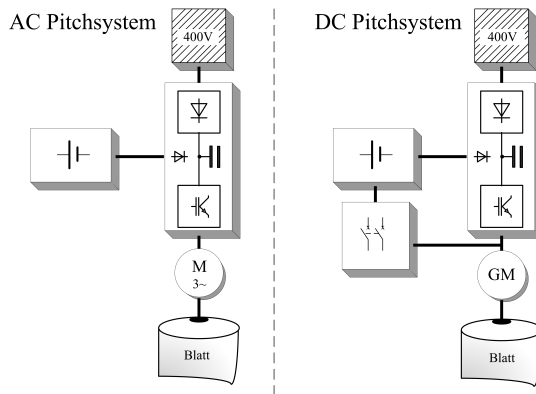 AC Pitchsystem
400V
M
3~
Blatt
DC Pitchsystem
400V
GM
Blatt